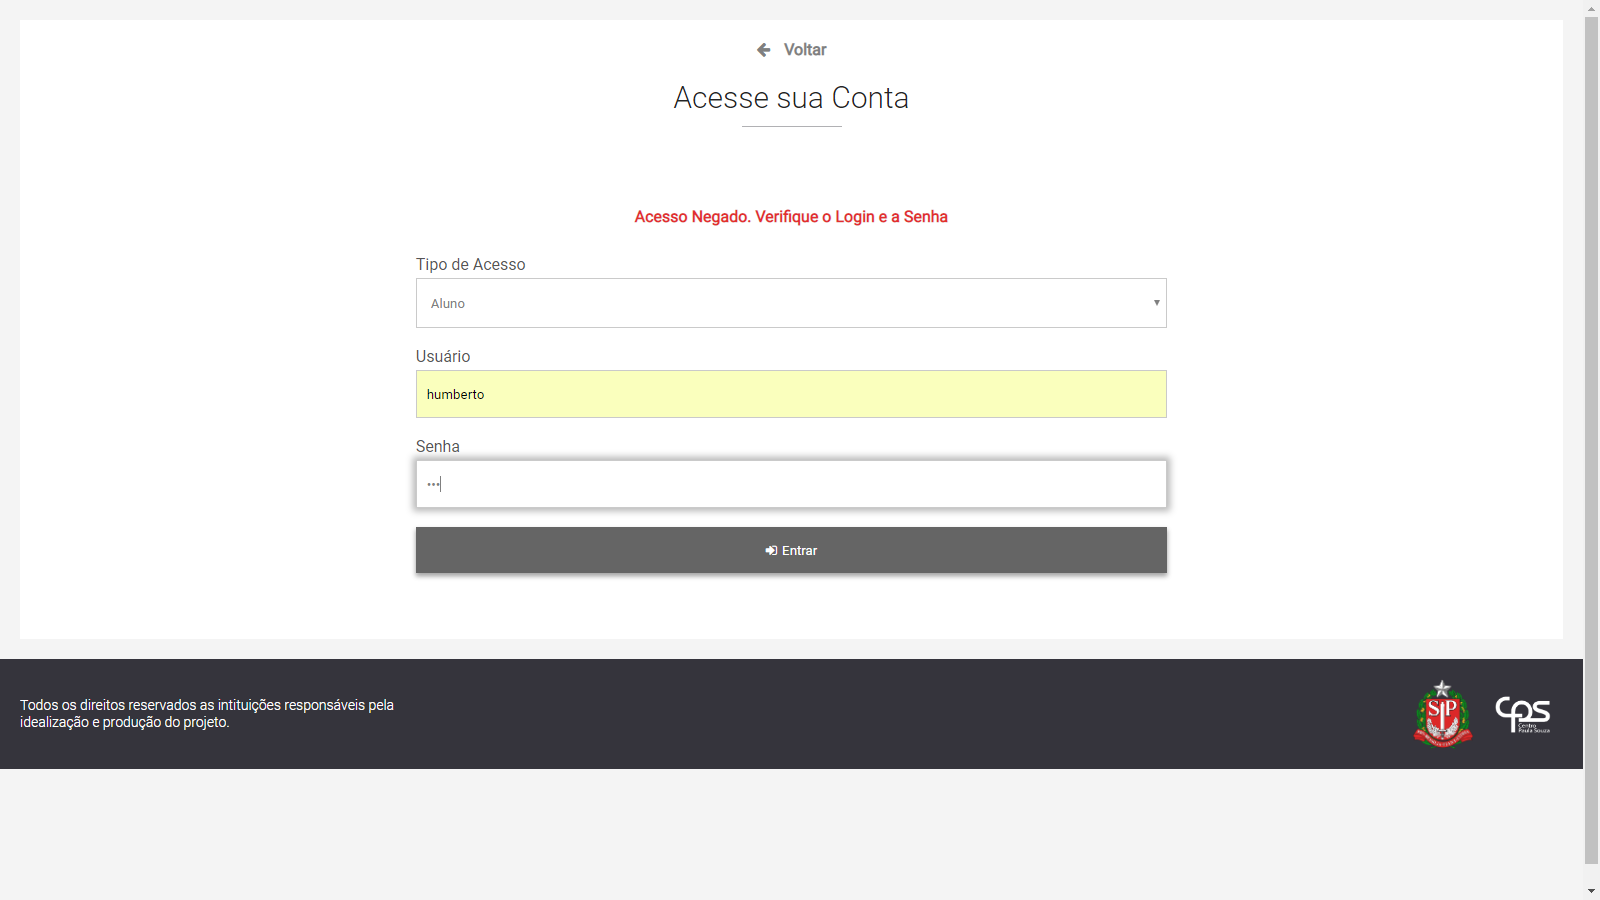 Voltar
Acesse sua Conta
Acesso Negado. Verifique o Login e a Senha
Tipo de Acesso
Aluno
Usuário
humberto
Senha
•••
Entrar
Todos os direitos reservados as intituições responsáveis pela
idealização e produção do projeto.
SP
cps
Centro
Paula Souza